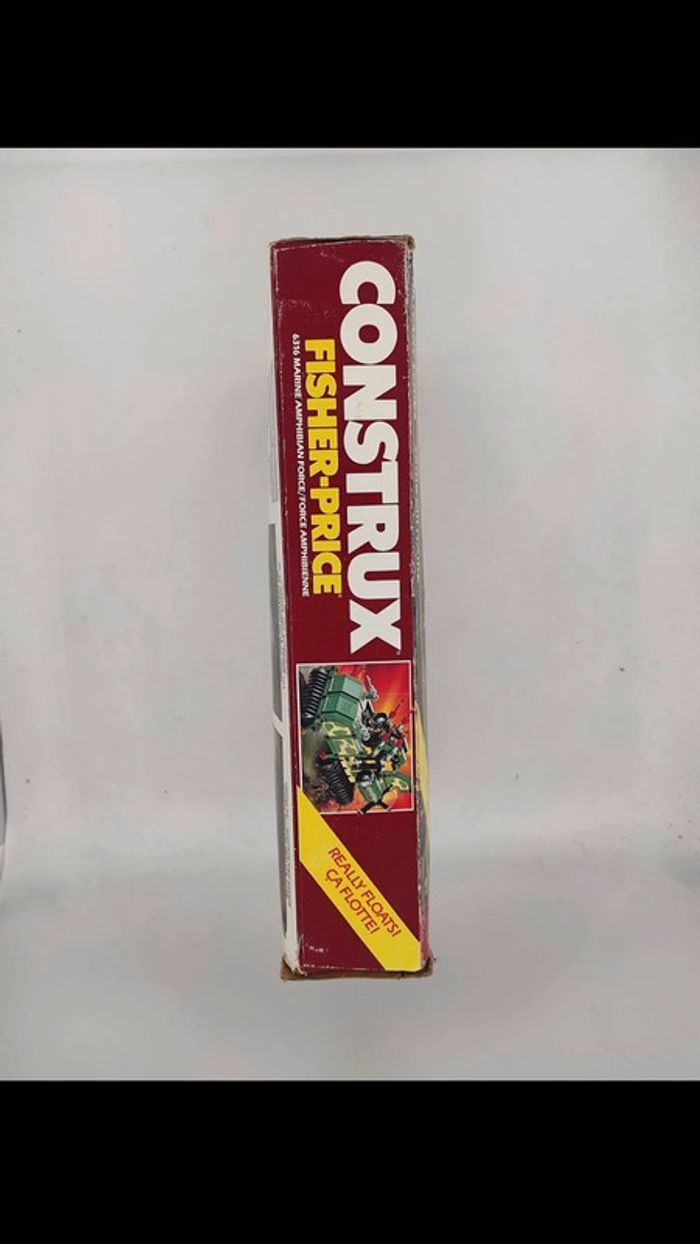 CONSTRUX
FISHER-PRICE
6316 MARINE AMPHIBIAN FORCE/FORCE AMPHIBIENNE
REALLY FLOATS!
ÇA FLOTTE!